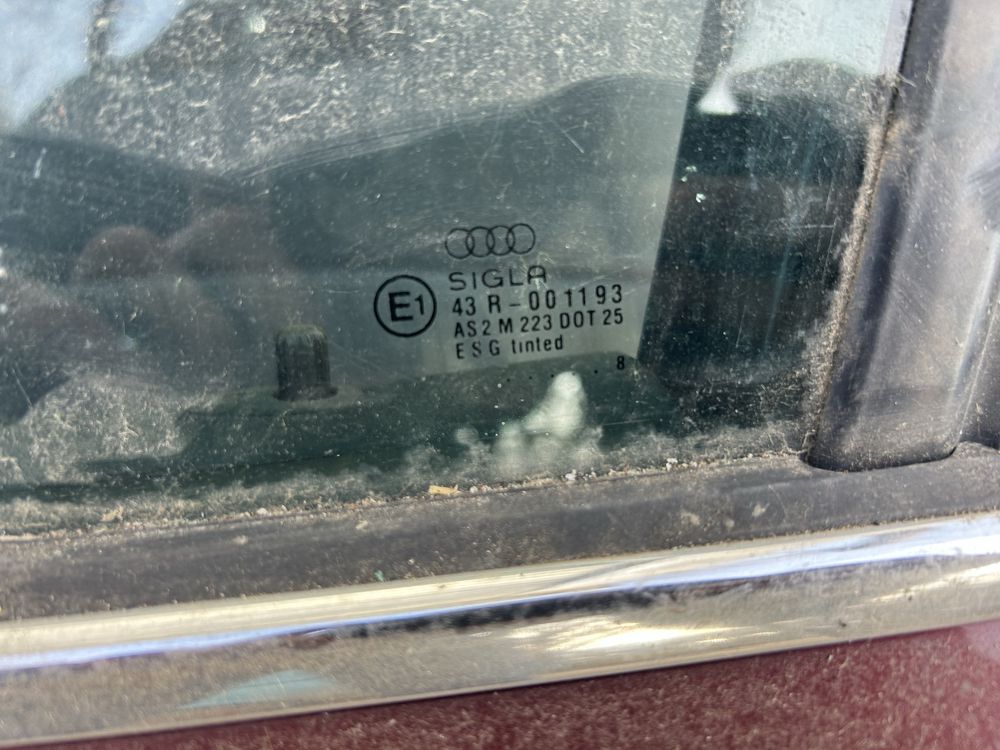 SIGLA
E1
43 R - 001193
AS2 M 223 DOT 25
ESG tinted
. . . . . . 8